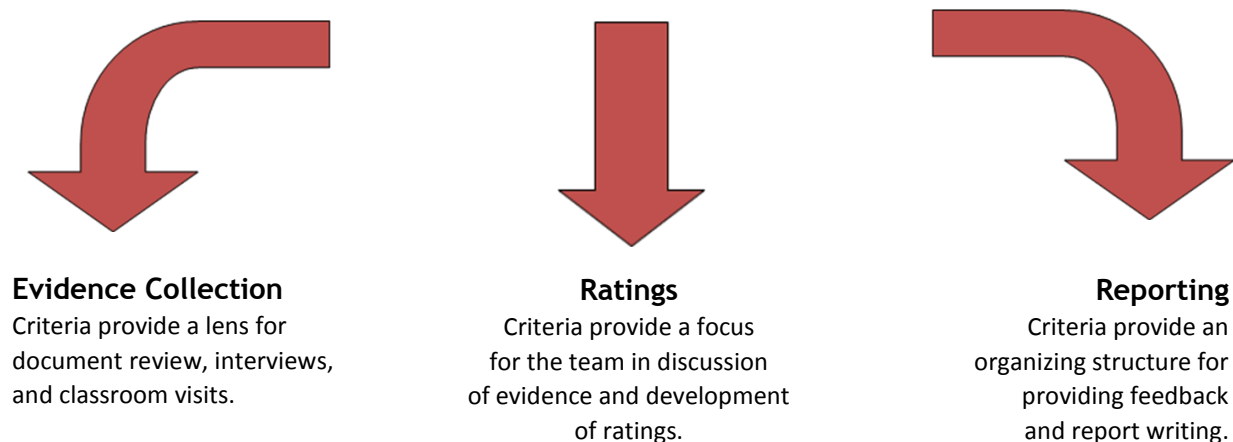 Evidence Collection
Criteria provide a lens for
document review, interviews,
and classroom visits.
Ratings
Criteria provide a focus
for the team in discussion
of evidence and development
of ratings.
Reporting
Criteria provide an
organizing structure for
providing feedback
and report writing.